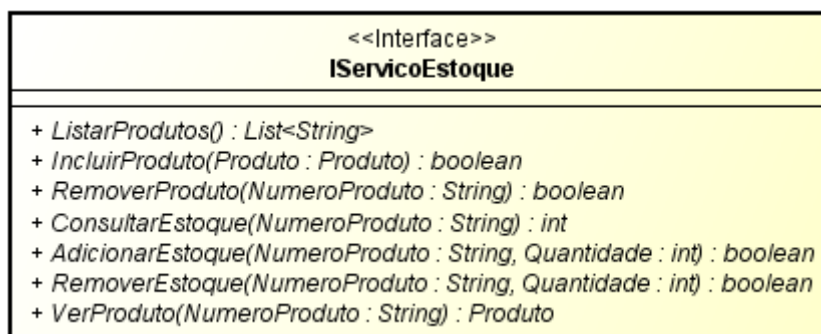 <<Interface>>
IServicoEstoque
+ ListarProdutos() : List<String>
+ IncluirProduto(Produto : Produto) : boolean
+ RemoverProduto(NumeroProduto : String) : boolean
+ ConsultarEstoque(NumeroProduto : String) : int
+ AdicionarEstoque(NumeroProduto : String, Quantidade : int) : boolean
+ RemoverEstoque(NumeroProduto : String, Quantidade : int) : boolean
+ VerProduto(NumeroProduto : String) : Produto